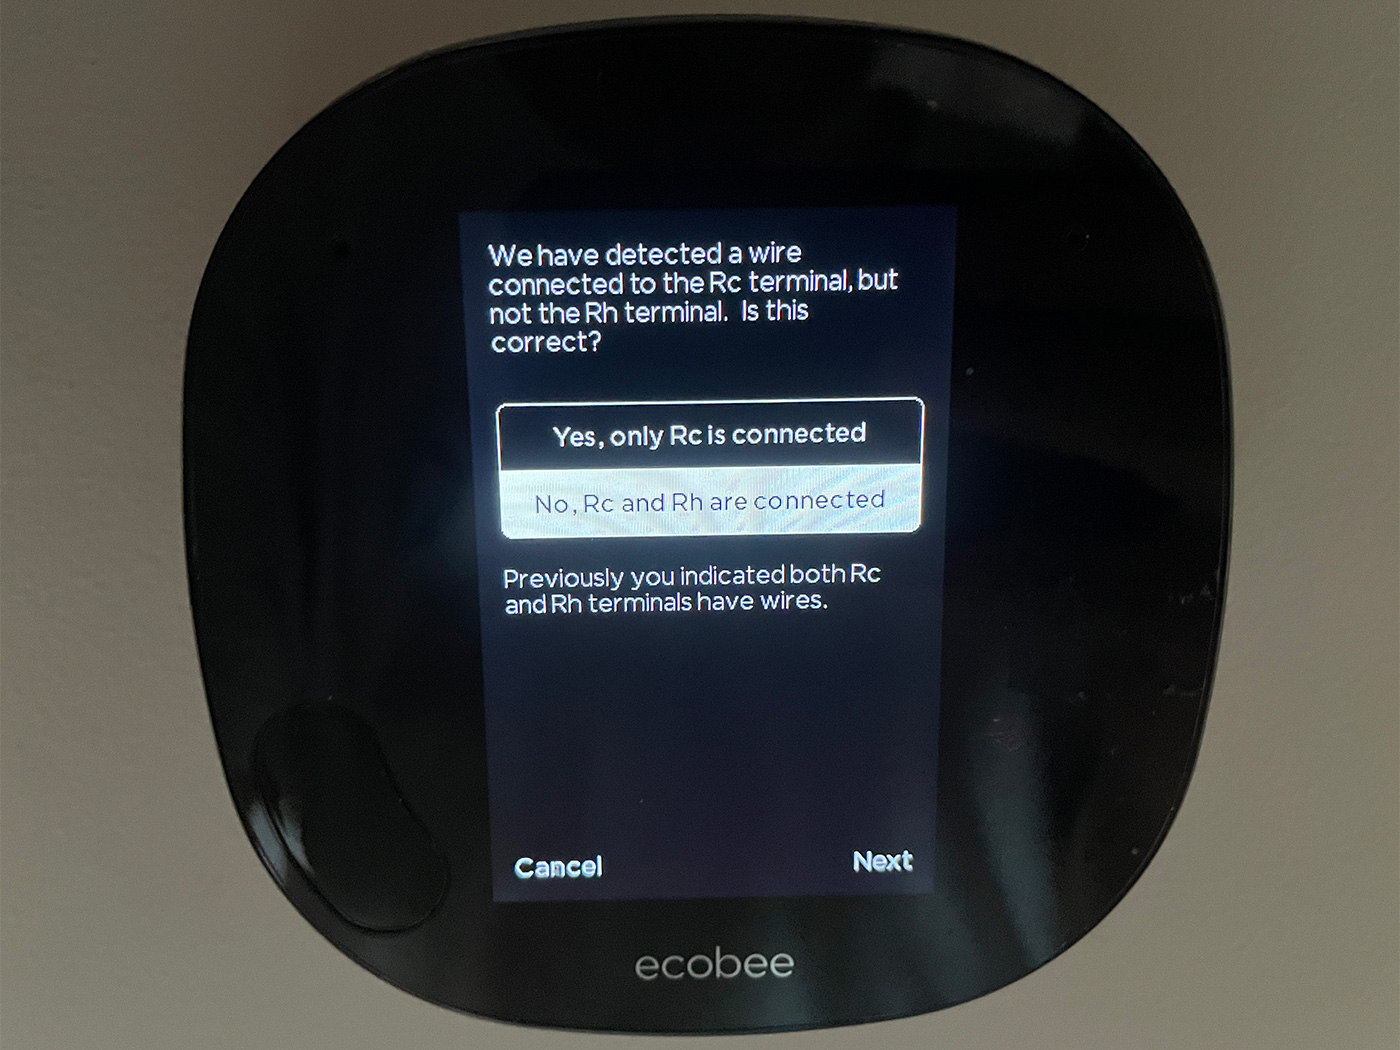 We have detected a wire
connected to the Rc terminal, but
not the Rh terminal. Is this
correct?
Yes, only Rc is connected
No, Rc and Rh are connected
Previously you indicated both Rc
and Rh terminals have wires.
Cancel
Next
ecobee